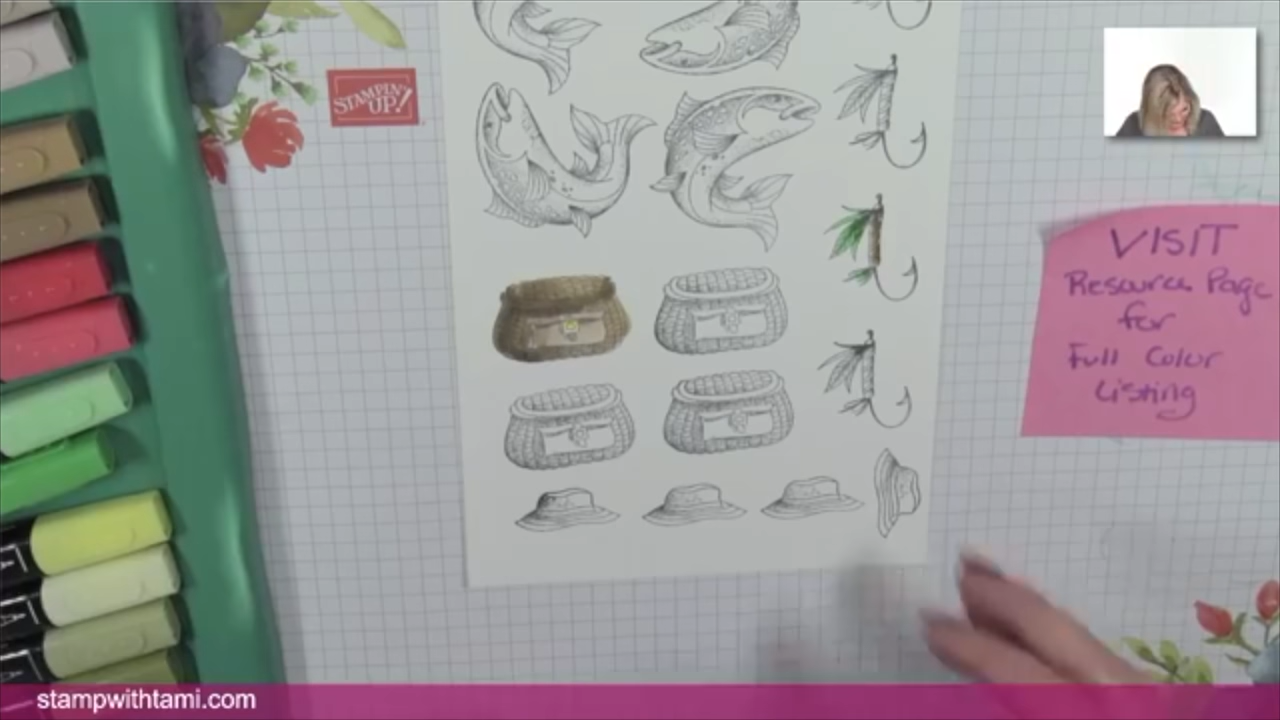 STAMPIN' UP!
VISIT
Resource Page
for
Full Color
Listing
stampwithtami.com